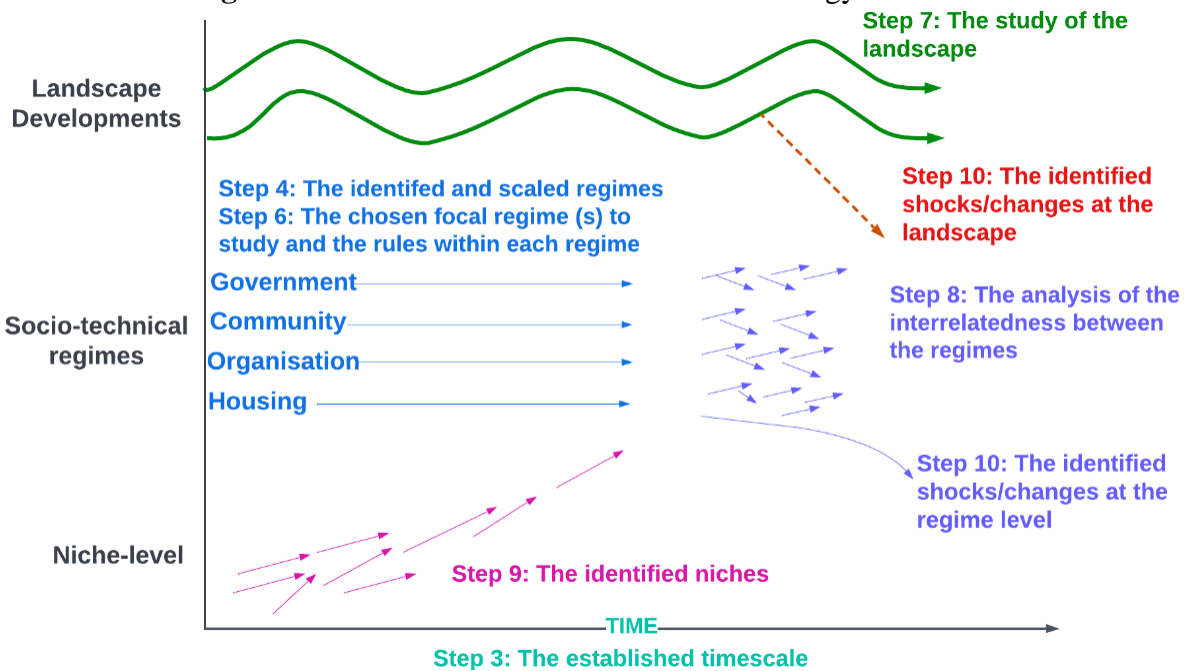 Step 7: The study of the
landscape
Landscape
Developments
Step 10: The identified
shocks/changes at the
landscape
Step 4: The identifed and scaled regimes
Step 6: The chosen focal regime (s) to
study and the rules within each regime
Government
Community
Organisation
Housing
Socio-technical
regimes
Step 8: The analysis of the
interrelatedness between
the regimes
Step 10: The identified
shocks/changes at the
regime level
Niche-level
Step 9: The identified niches
TIME
Step 3: The established timescale